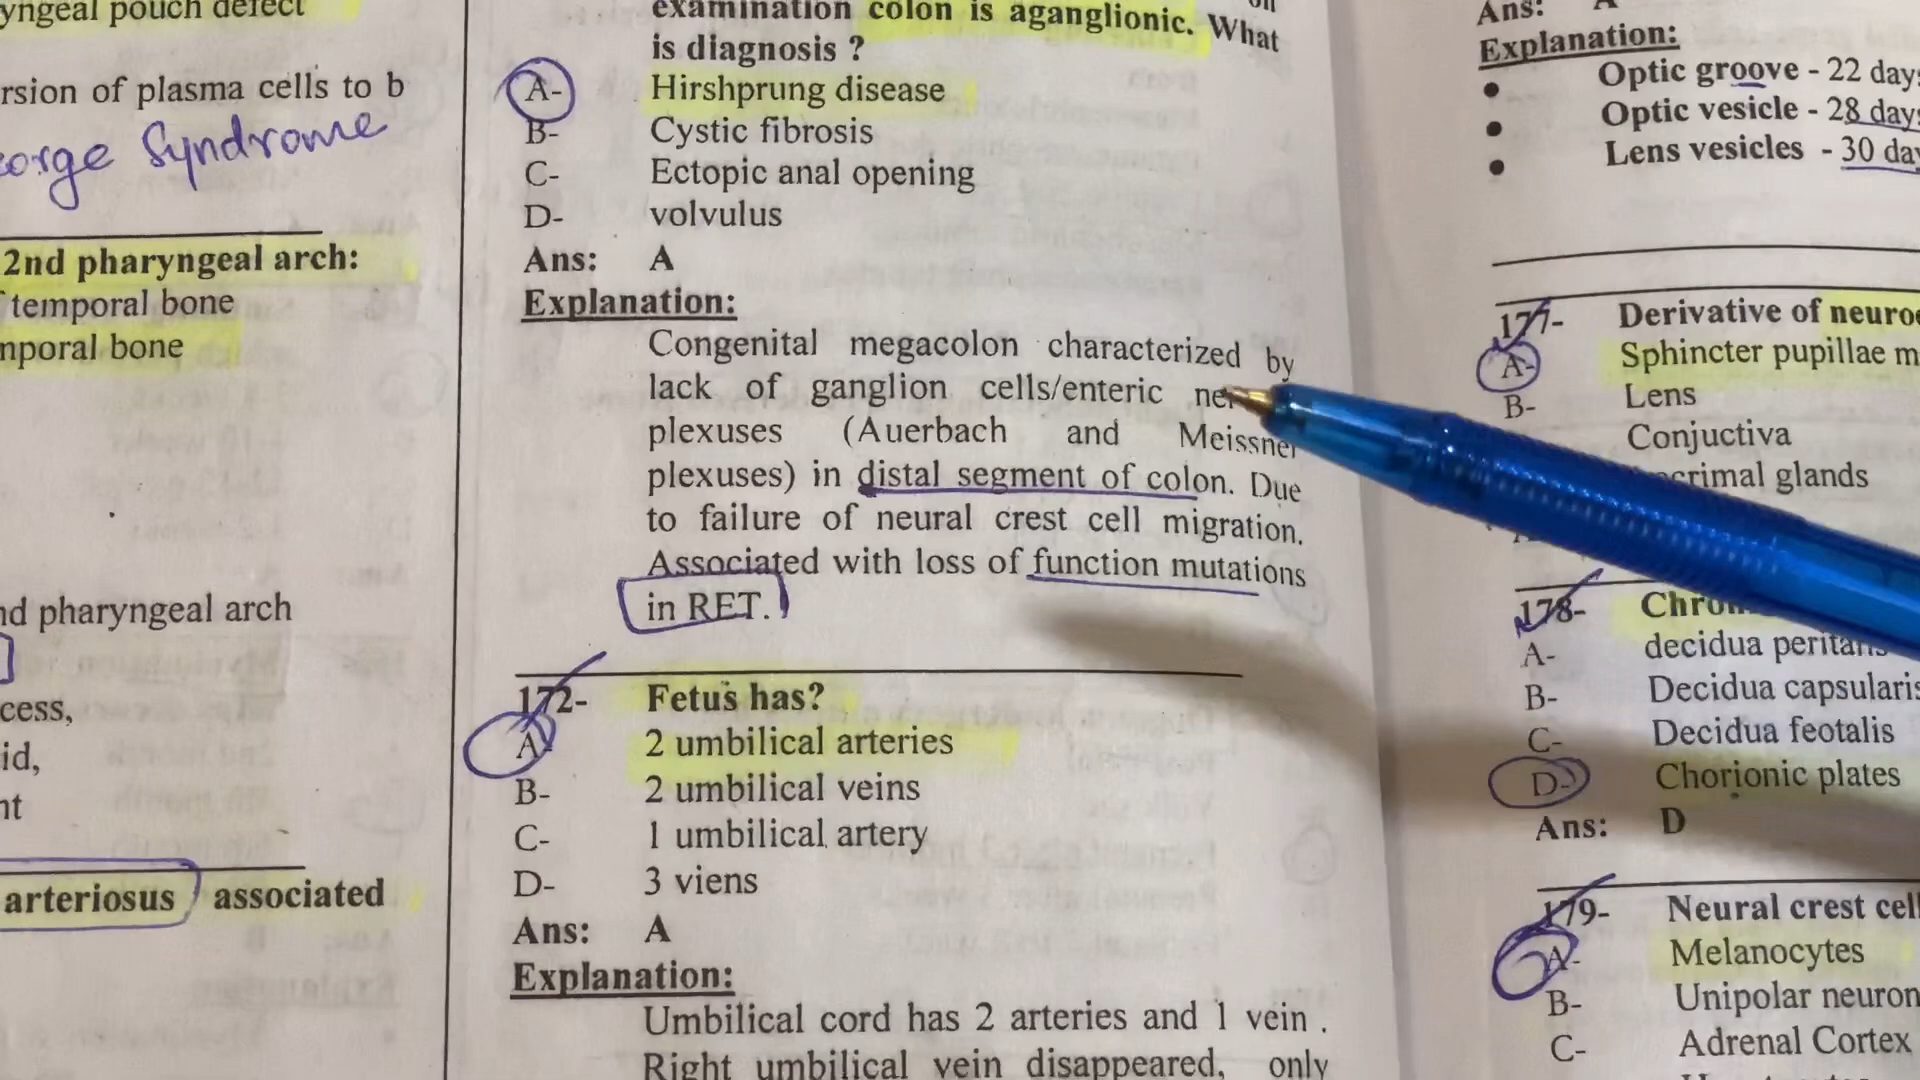 yngeal pouch defect
rsion of plasma cells to b
orge Syndrome
2nd pharyngeal arch:
temporal bone
nporal bone
nd pharyngeal arch
cess,
id,
nt
arteriosus associated
examination colon is aganglionic. What
is diagnosis ?
A- Hirshprung disease
B- Cystic fibrosis
C- Ectopic anal opening
D- volvulus
Ans: A
Explanation:
Congenital megacolon characterized by
lack of ganglion cells/enteric
plexuses (Auerbach and Meissner
plexuses) in distal segment of colon. Due
to failure of neural crest cell migration.
Associated with loss of function mutations
in RET.
172- Fetus has?
A- 2 umbilical arteries
B- 2 umbilical veins
C- 1 umbilical artery
D- 3 viens
Ans: A
Explanation:
Umbilical cord has 2 arteries and 1 vein .
Right umbilical vein disappeared, only
Ans: A
Explanation:
• Optic groove - 22 day
• Optic vesicle - 28 day
• Lens vesicles - 30 da
177- Derivative of neuro
A- Sphincter pupillae m
B- Lens
Conjuctiva
crimal glands
178-
A- decidua
B- Decidua capsularis
C- Decidua feotalis
D- Chorionic plates
Ans: D
179- Neural crest cell
A- Melanocytes
B- Unipolar neuron
C- Adrenal Cortex